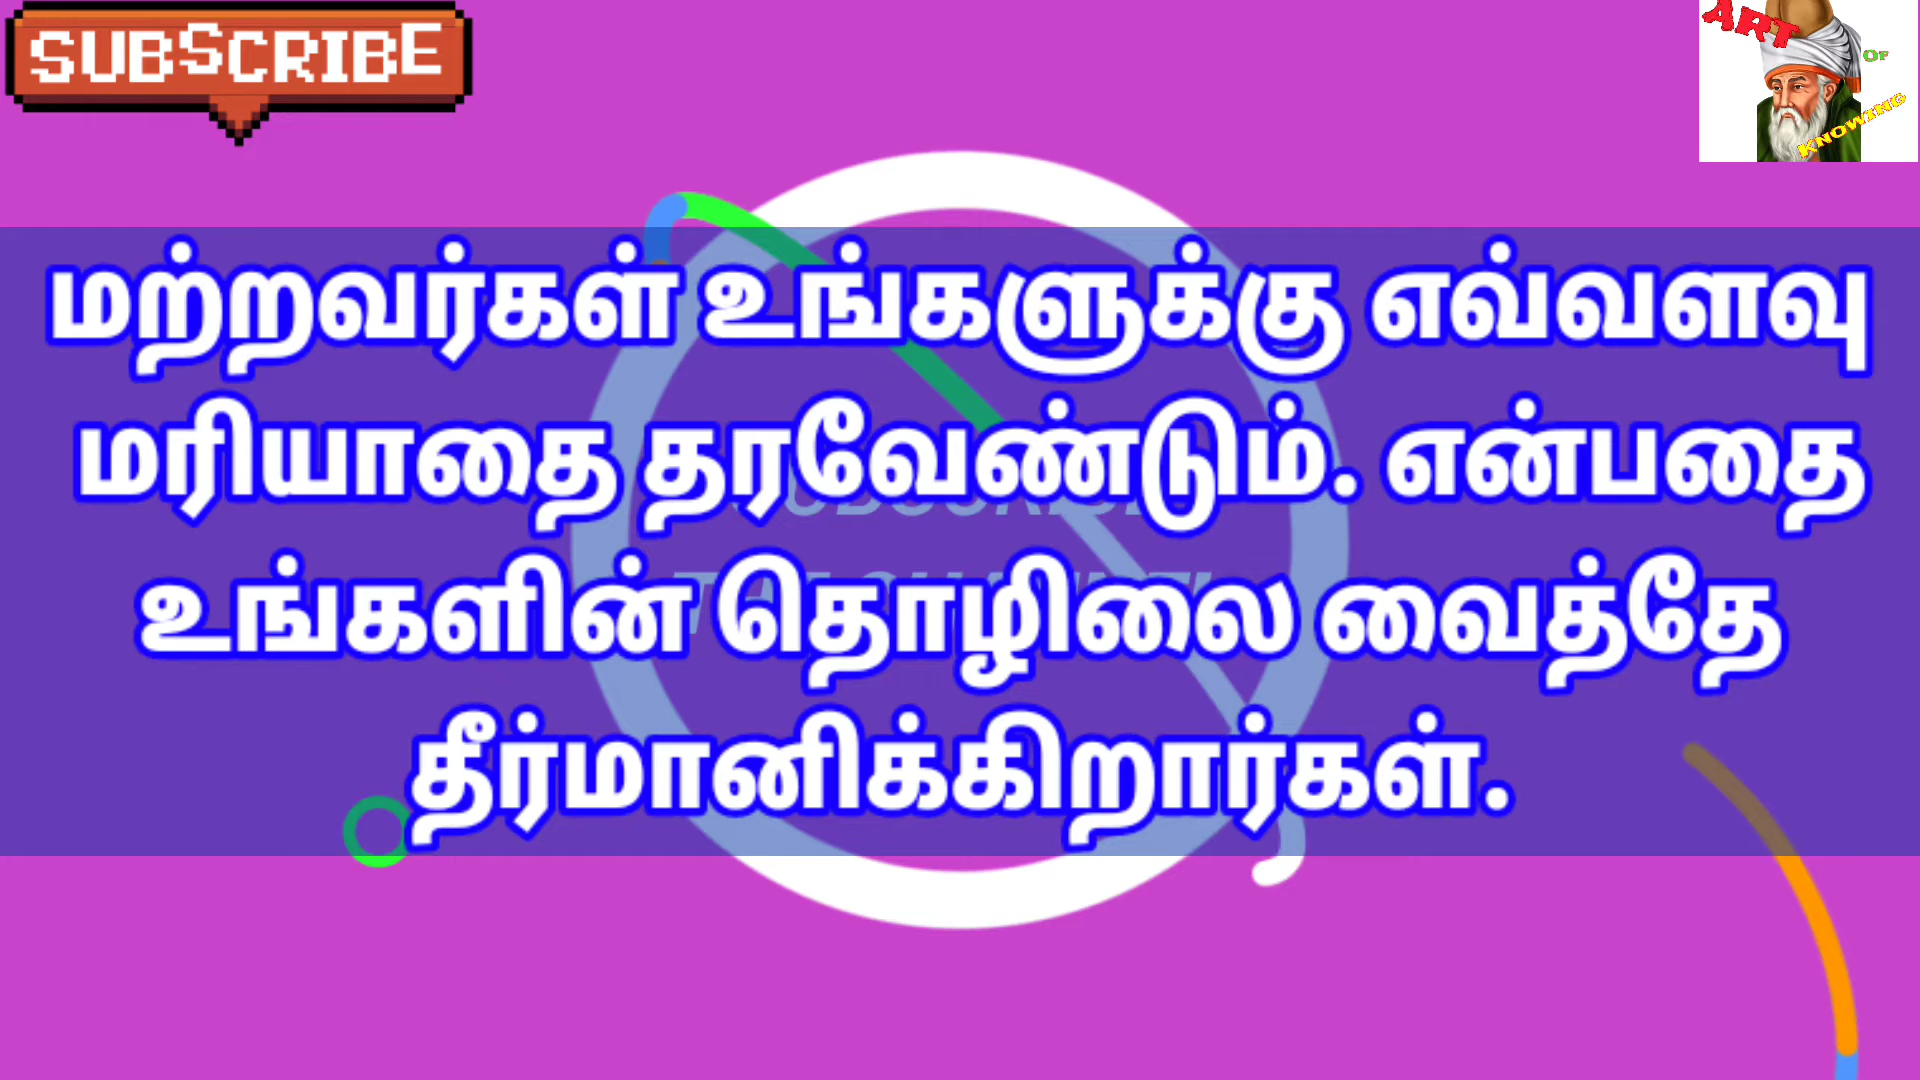 SUBSCRIBE
ART
OF
KNOWING
மற்றவர்கள் உங்களுக்கு எவ்வளவு
மரியாதை தரவேண்டும். என்பதை
உங்களின் தொழிலை வைத்தே
தீர்மானிக்கிறார்கள்.